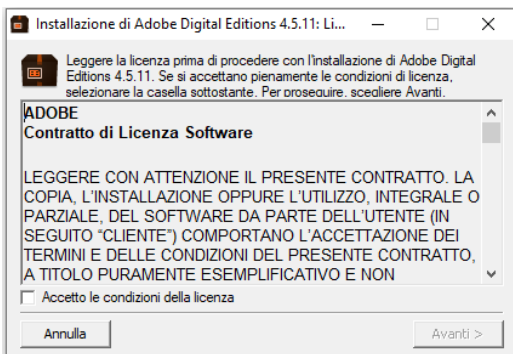 Installazione di Adobe Digital Editions 4.5.11: Li...
Leggere la licenza prima di procedere con l'installazione di Adobe Digital
Editions 4.5.11. Se si accettano pienamente le condizioni di licenza,
selezionare la casella sottostante. Per proseguire, scegliere Avanti.
ADOBE
Contratto di Licenza Software
LEGGERE CON ATTENZIONE IL PRESENTE CONTRATTO. LA
COPIA, L'INSTALLAZIONE OPPURE L'UTILIZZO, INTEGRALE O
PARZIALE, DEL SOFTWARE DA PARTE DELL'UTENTE (IN
SEGUITO “CLIENTE”) COMPORTANO L'ACCETTAZIONE DEI
TERMINI E DELLE CONDIZIONI DEL PRESENTE CONTRATTO,
A TITOLO PURAMENTE ESEMPLIFICATIVO E NON
Accetto le condizioni della licenza
Annulla
Avanti >